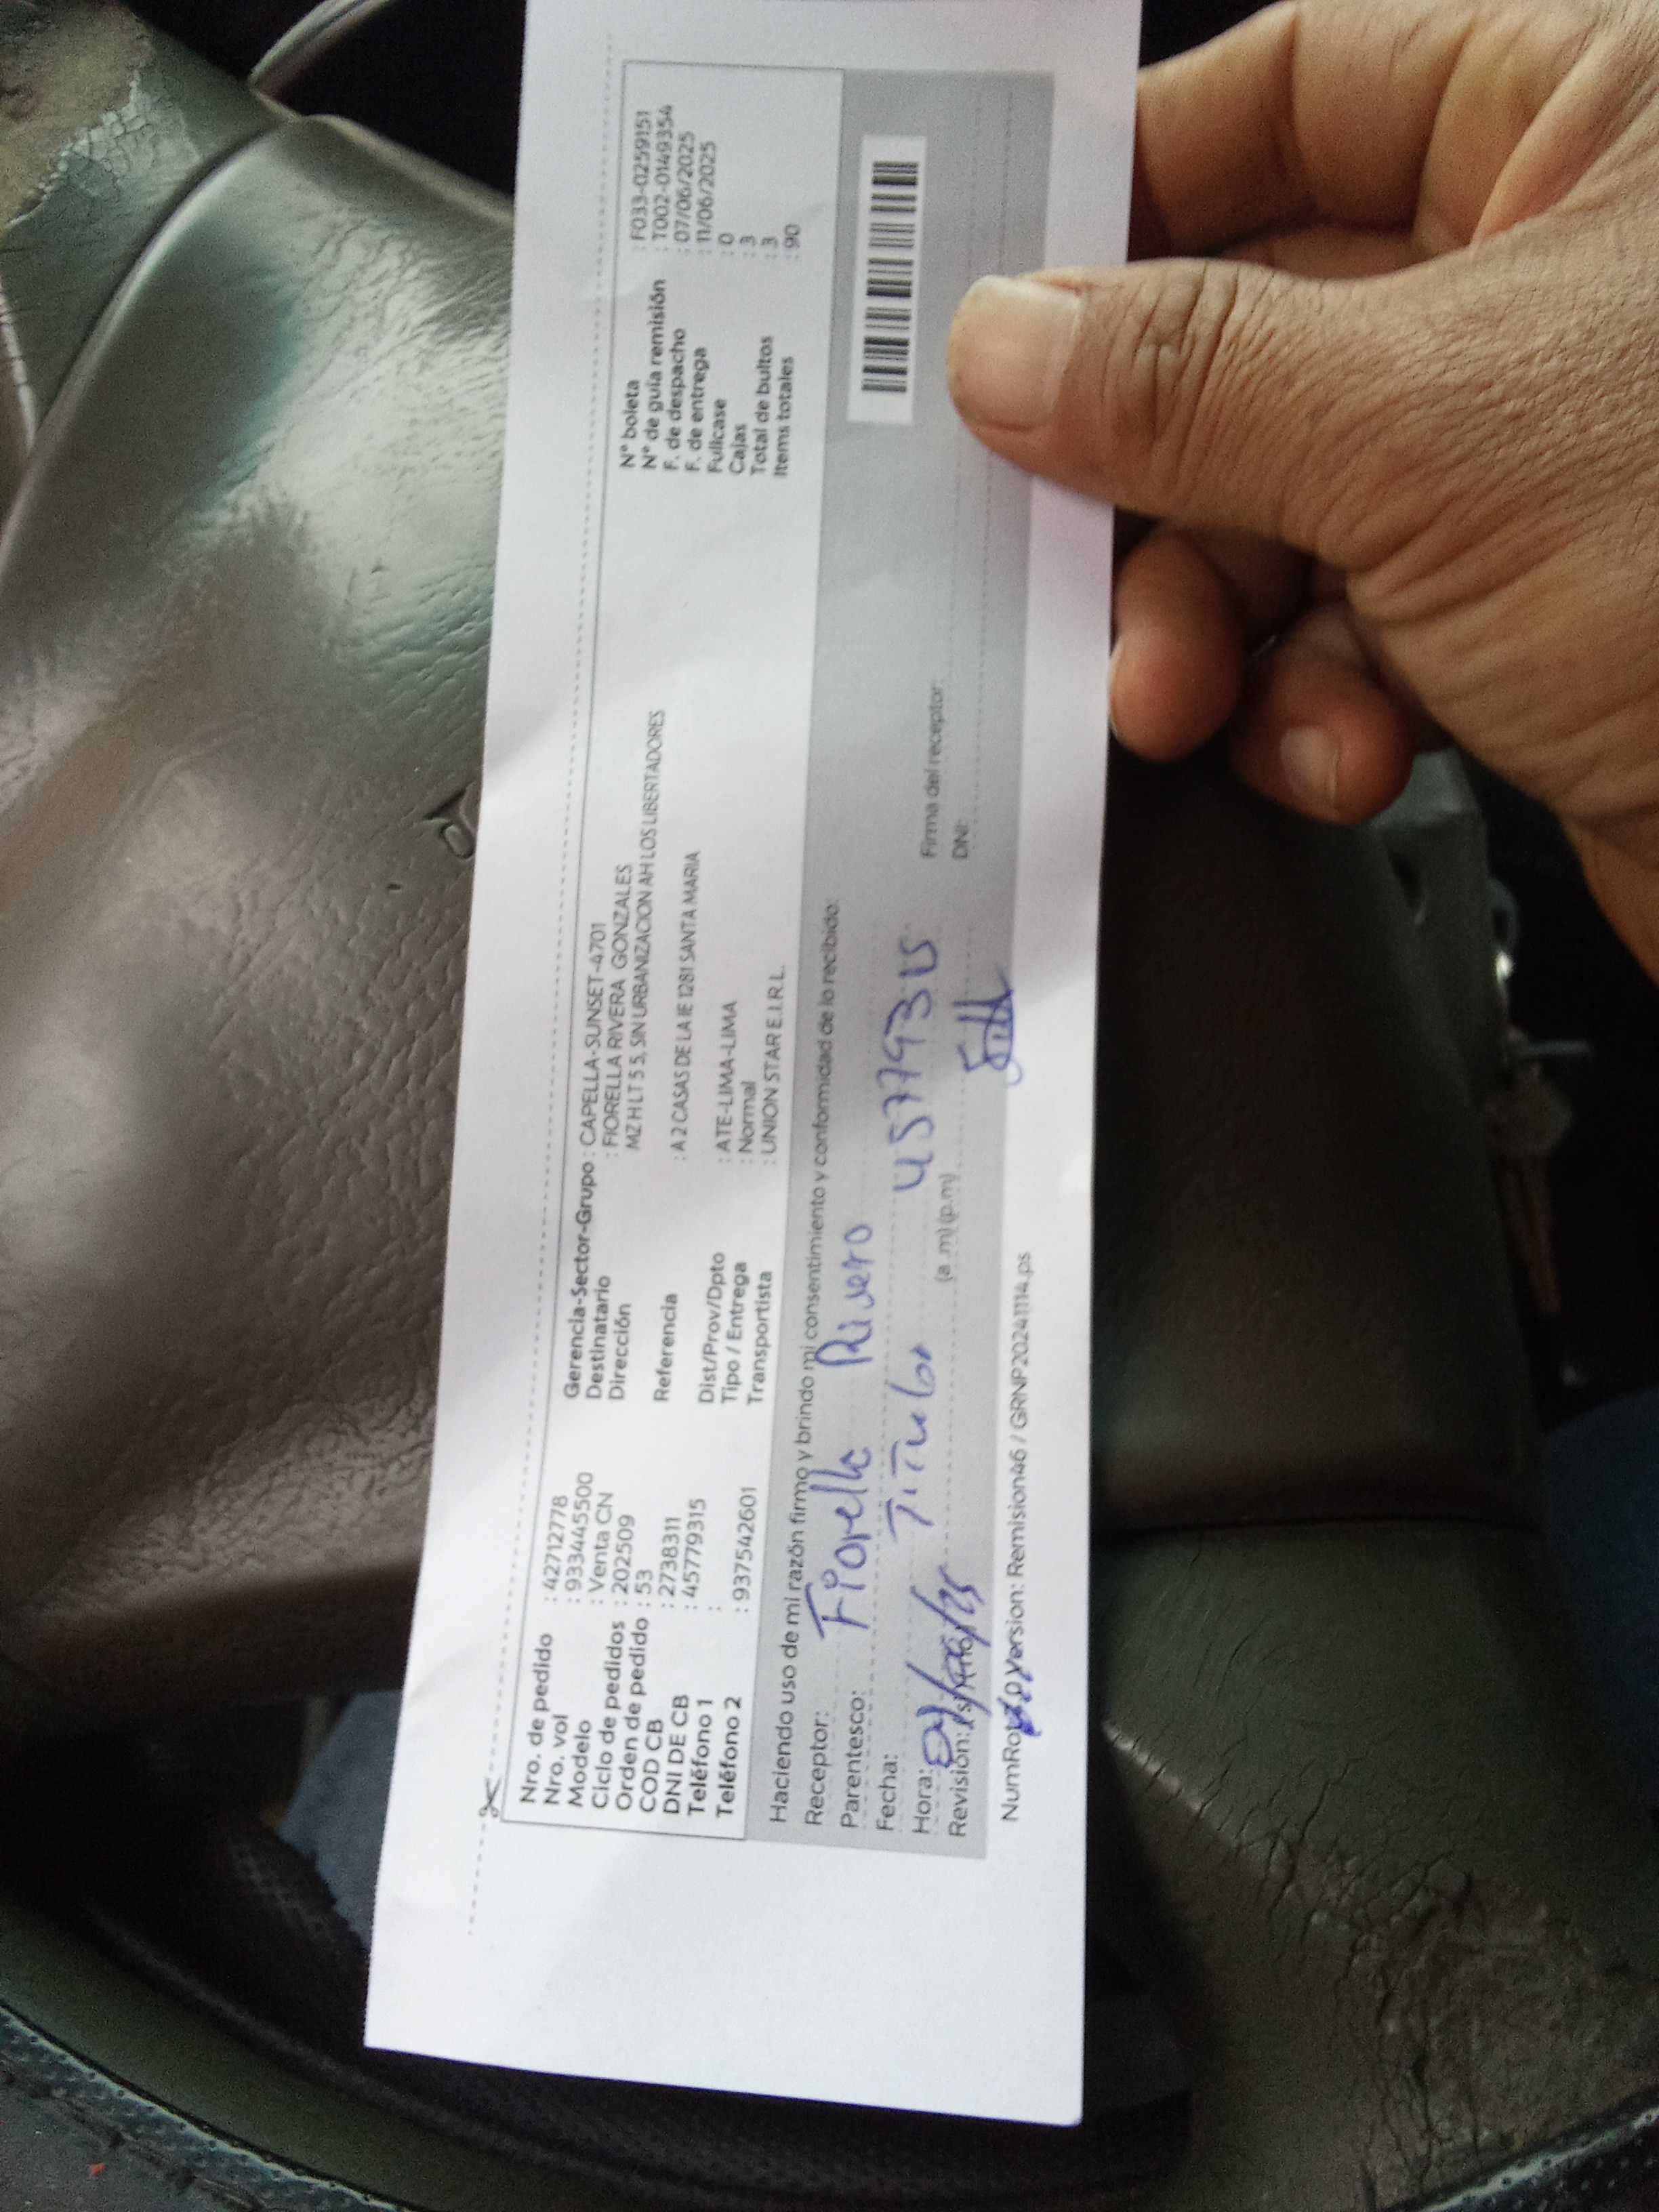 Nro. de pedido : 42712778
Nro. vol : 9334455500
Modelo : Venta CN
Ciclo de pedidos : 202509
Orden de pedido : 53
COD CB : 2738311
DNI DE CB : 45779315
Teléfono 1 :
Teléfono 2 : 937542601
Gerencia-Sector-Grupo : CAPELLA-SUNSET-4701
Destinatario : FIORELLA RIVERA GONZALES
Dirección MZ H LT 5 5, SIN URBANIZACION AH LOS LIBERTADORES
Referencia : A 2 CASAS DE LA IE 1281 SANTA MARIA
Dist/Prov/Dpto : ATE-LIMA-LIMA
Tipo / Entrega : Normal
Transportista : UNION STAR E.I.R.L.
N° boleta : F033-0259151
N° de guía remisión : T002-0149354
F. de despacho : 07/06/2025
F. de entrega : 11/06/2025
Fullcase : 0
Cajas : 3
Total de bultos : 3
Items totales : 90
Haciendo uso de mi razón firmo y brindo mi consentimiento y conformidad de lo recibido:
Receptor: Fiorella
Parentesco: 45779315
Fecha:
Hora: (a .m) (p.m)
Revisión:
Firma del receptor:
DNI:
Version: Remision46 / GRNP20241114.ps